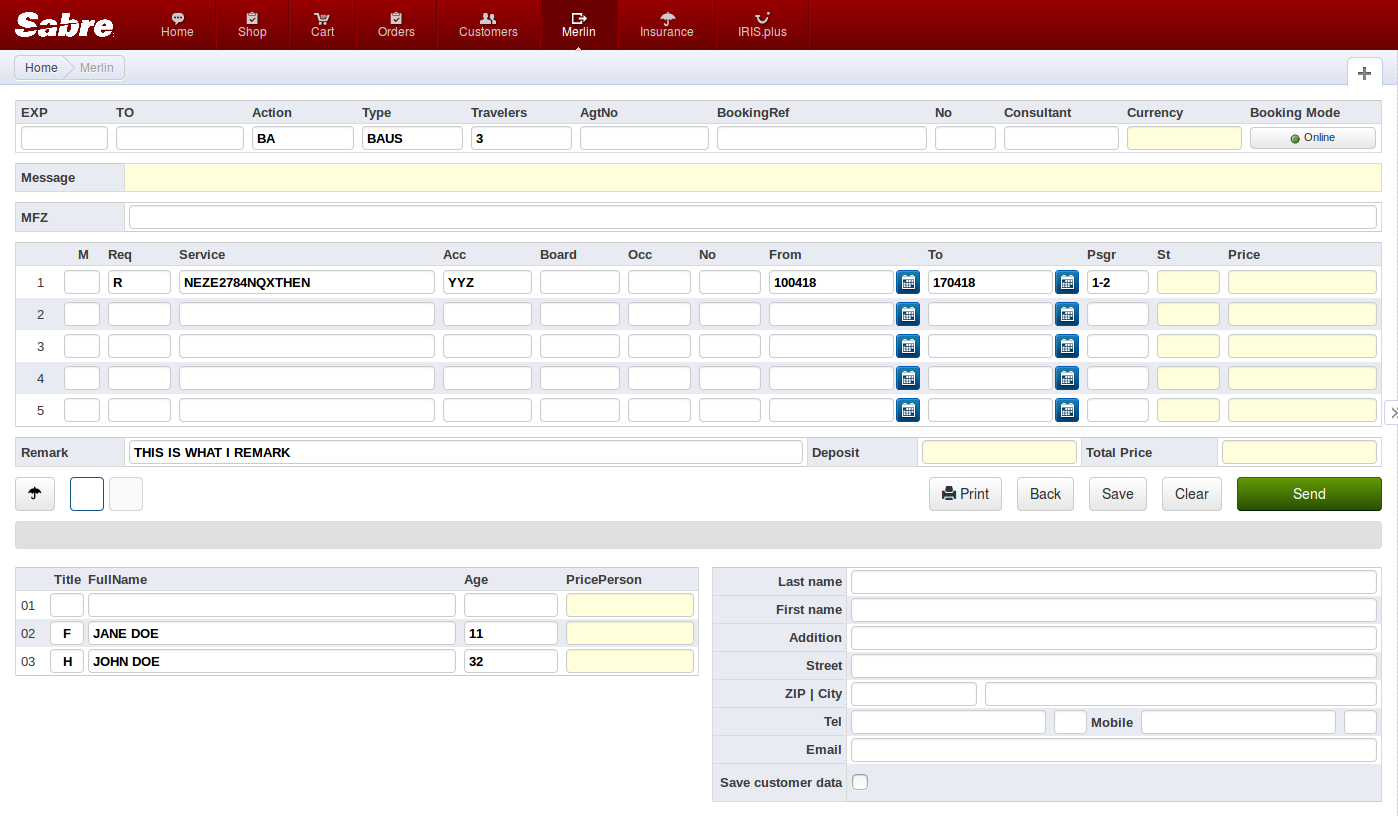 Sabre
Home Shop Cart Orders Customers Merlin Insurance IRIS.plus
Home Merlin
EXP TO Action Type Travelers AgtNo BookingRef No Consultant Currency Booking Mode
BA BAUS 3 Online
Message
MFZ
M Req Service Acc Board Occ No From To Psgr St Price
1 R NEZE2784NQXTHEN YYZ 100418 170418 1-2
2
3
4
5
Remark THIS IS WHAT I REMARK Deposit Total Price
Print Back Save Clear Send
Title FullName Age PricePerson
01
02 F JANE DOE 11
03 H JOHN DOE 32
Last name
First name
Addition
Street
ZIP | City
Tel Mobile
Email
Save customer data